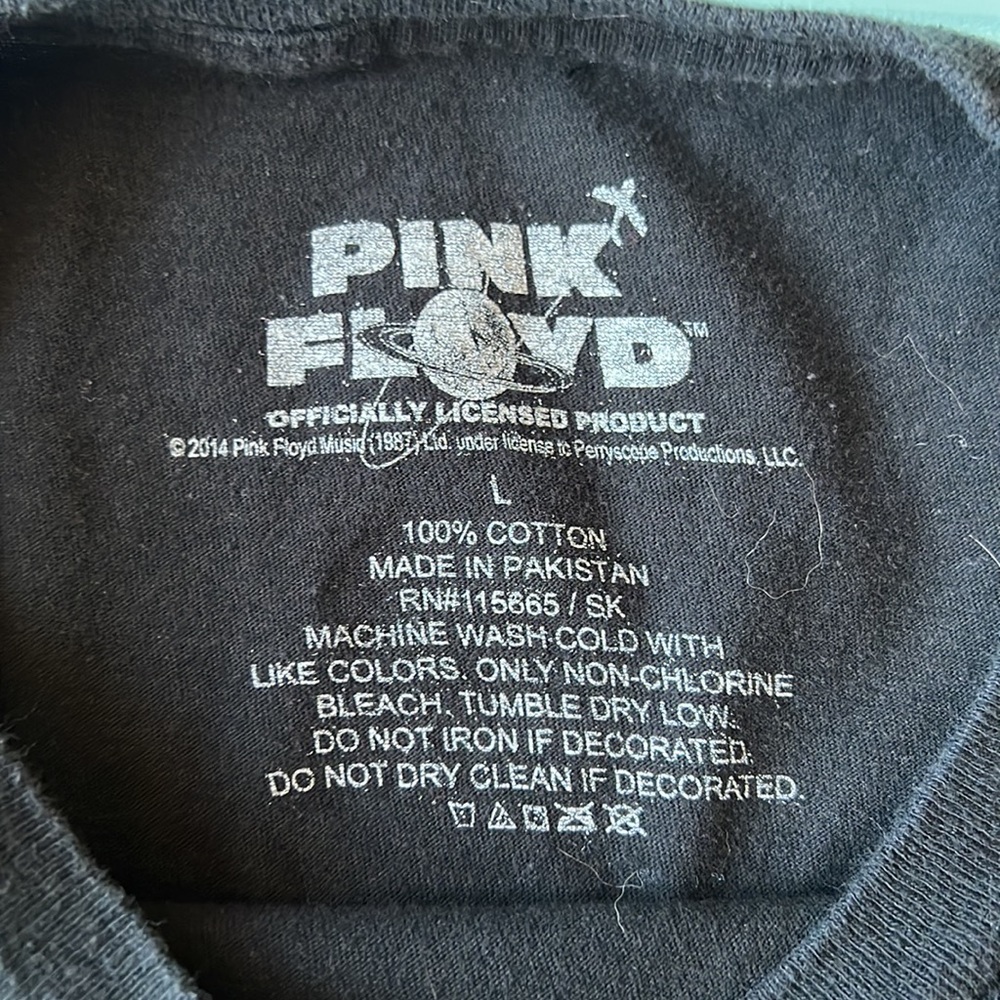 PINK
FLOYD™
OFFICIALLY LICENSED PRODUCT
© 2014 Pink Floyd Music (1987) Ltd. under license to Perryscope Productions, LLC.
L
100% COTTON
MADE IN PAKISTAN
RN#115665 / SK
MACHINE WASH COLD WITH
LIKE COLORS. ONLY NON-CHLORINE
BLEACH. TUMBLE DRY LOW.
DO NOT IRON IF DECORATED.
DO NOT DRY CLEAN IF DECORATED.